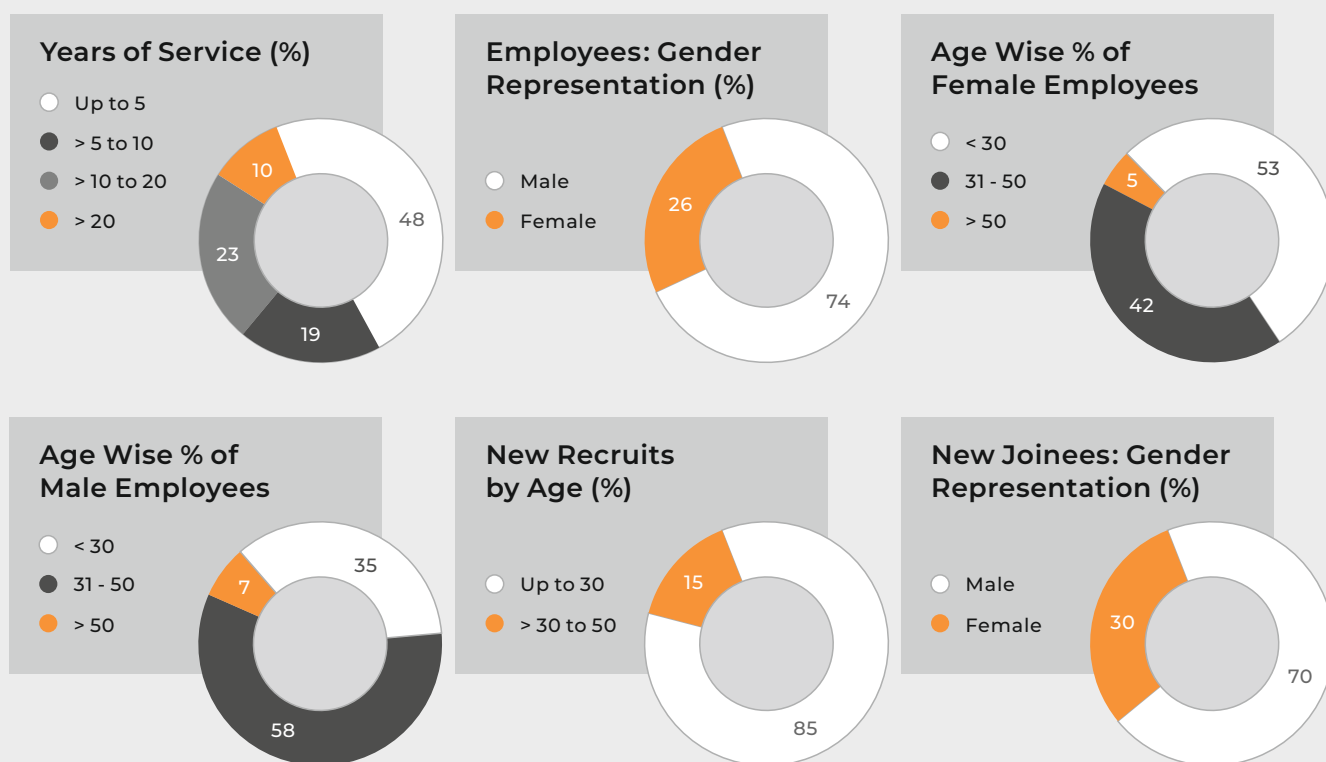 Years of Service (%)
Up to 5
> 5 to 10
> 10 to 20
> 20
10
48
23
19
Employees: Gender
Representation (%)
Male
Female
26
74
Age Wise % of
Female Employees
< 30
31 - 50
> 50
53
5
42
Age Wise % of
Male Employees
< 30
31 - 50
> 50
35
7
58
New Recruits
by Age (%)
Up to 30
> 30 to 50
15
85
New Joinees: Gender
Representation (%)
Male
Female
30
70